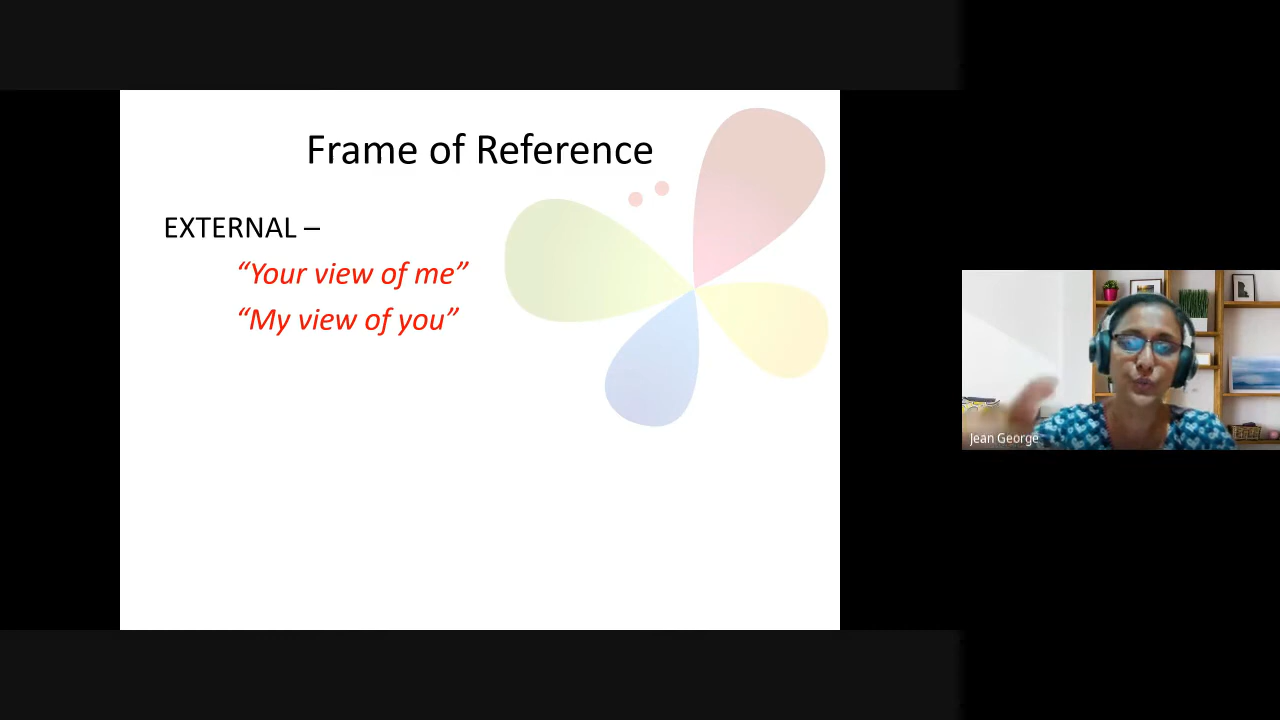 Frame of Reference
EXTERNAL –
“Your view of me”
“My view of you”
Jean George